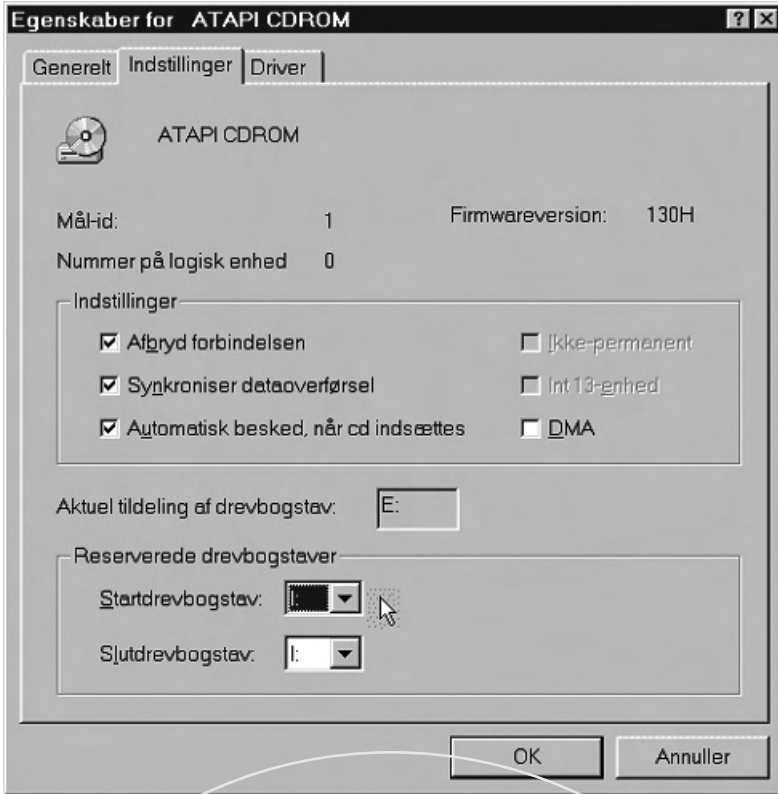 Egenskaber for ATAPI CDROM
Generelt Indstillinger Driver
ATAPI CDROM
Mål-id: 1 Firmwareversion: 130H
Nummer på logisk enhed 0
Indstillinger
Afbryd forbindelsen Ikke-permanent
Synkroniser dataoverførsel Int 13-enhed
Automatisk besked, når cd indsættes DMA
Aktuel tildeling af drevbogstav: E:
Reserverede drevbogstaver
Startdrevbogstav: I:
Slutdrevbogstav: I:
OK Annuller